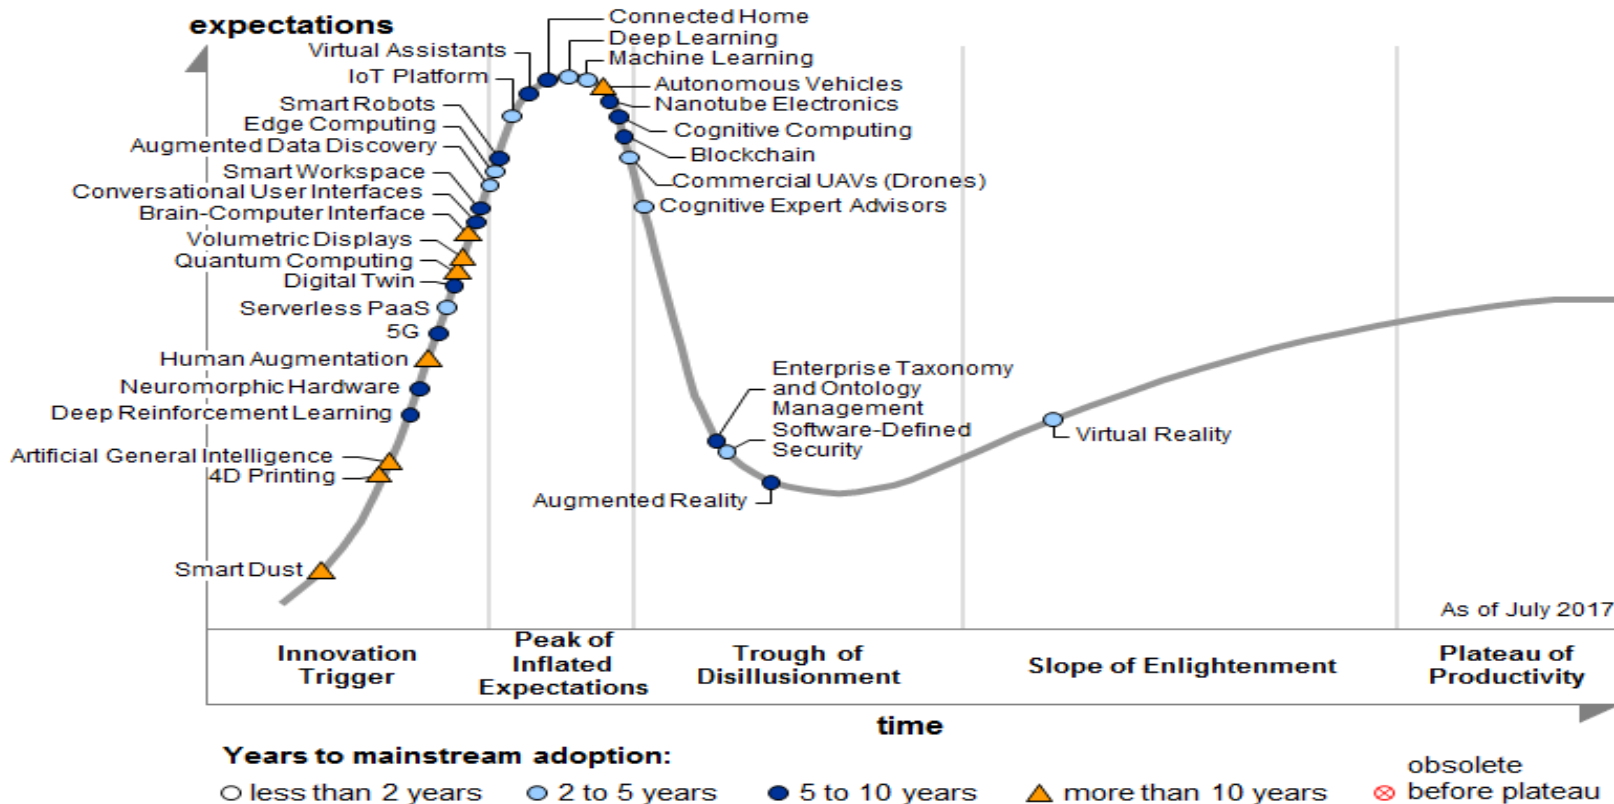 expectations
Connected Home
Deep Learning
Machine Learning
Autonomous Vehicles
Nanotube Electronics
Cognitive Computing
Blockchain
Commercial UAVs (Drones)
Cognitive Expert Advisors
Virtual Assistants
IoT Platform
Smart Robots
Edge Computing
Augmented Data Discovery
Smart Workspace
Conversational User Interfaces
Brain-Computer Interface
Volumetric Displays
Quantum Computing
Digital Twin
Serverless PaaS
5G
Human Augmentation
Neuromorphic Hardware
Deep Reinforcement Learning
Artificial General Intelligence
4D Printing
Smart Dust
Enterprise Taxonomy
and Ontology
Management
Software-Defined
Security
Augmented Reality
Virtual Reality
As of July 2017
Innovation
Trigger
Peak of
Inflated
Expectations
Trough of
Disillusionment
Slope of Enlightenment
Plateau of
Productivity
time
Years to mainstream adoption:
less than 2 years
2 to 5 years
5 to 10 years
more than 10 years
obsolete
before plateau